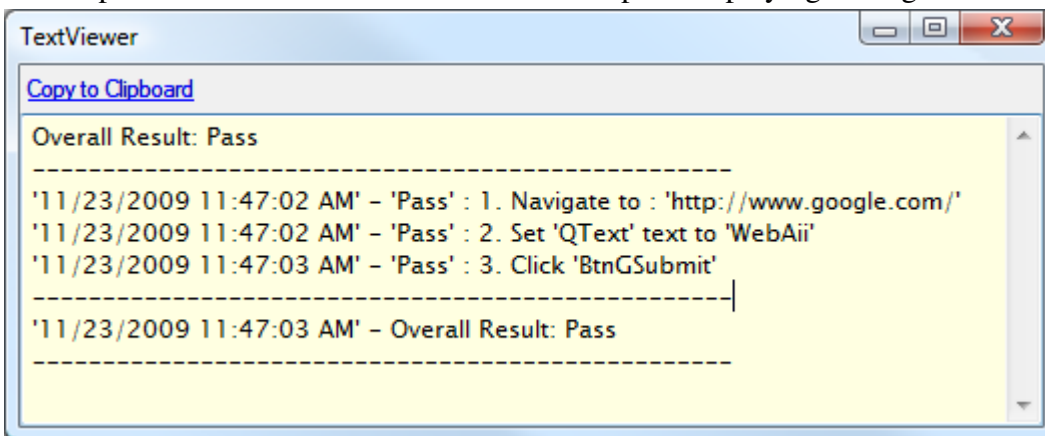 TextViewer
Copy to Clipboard
Overall Result: Pass
--------------------------------------------------
'11/23/2009 11:47:02 AM' - 'Pass' : 1. Navigate to : 'http://www.google.com/'
'11/23/2009 11:47:02 AM' - 'Pass' : 2. Set 'QText' text to 'WebAii'
'11/23/2009 11:47:03 AM' - 'Pass' : 3. Click 'BtnGSubmit'
--------------------------------------------------
'11/23/2009 11:47:03 AM' - Overall Result: Pass
--------------------------------------------------